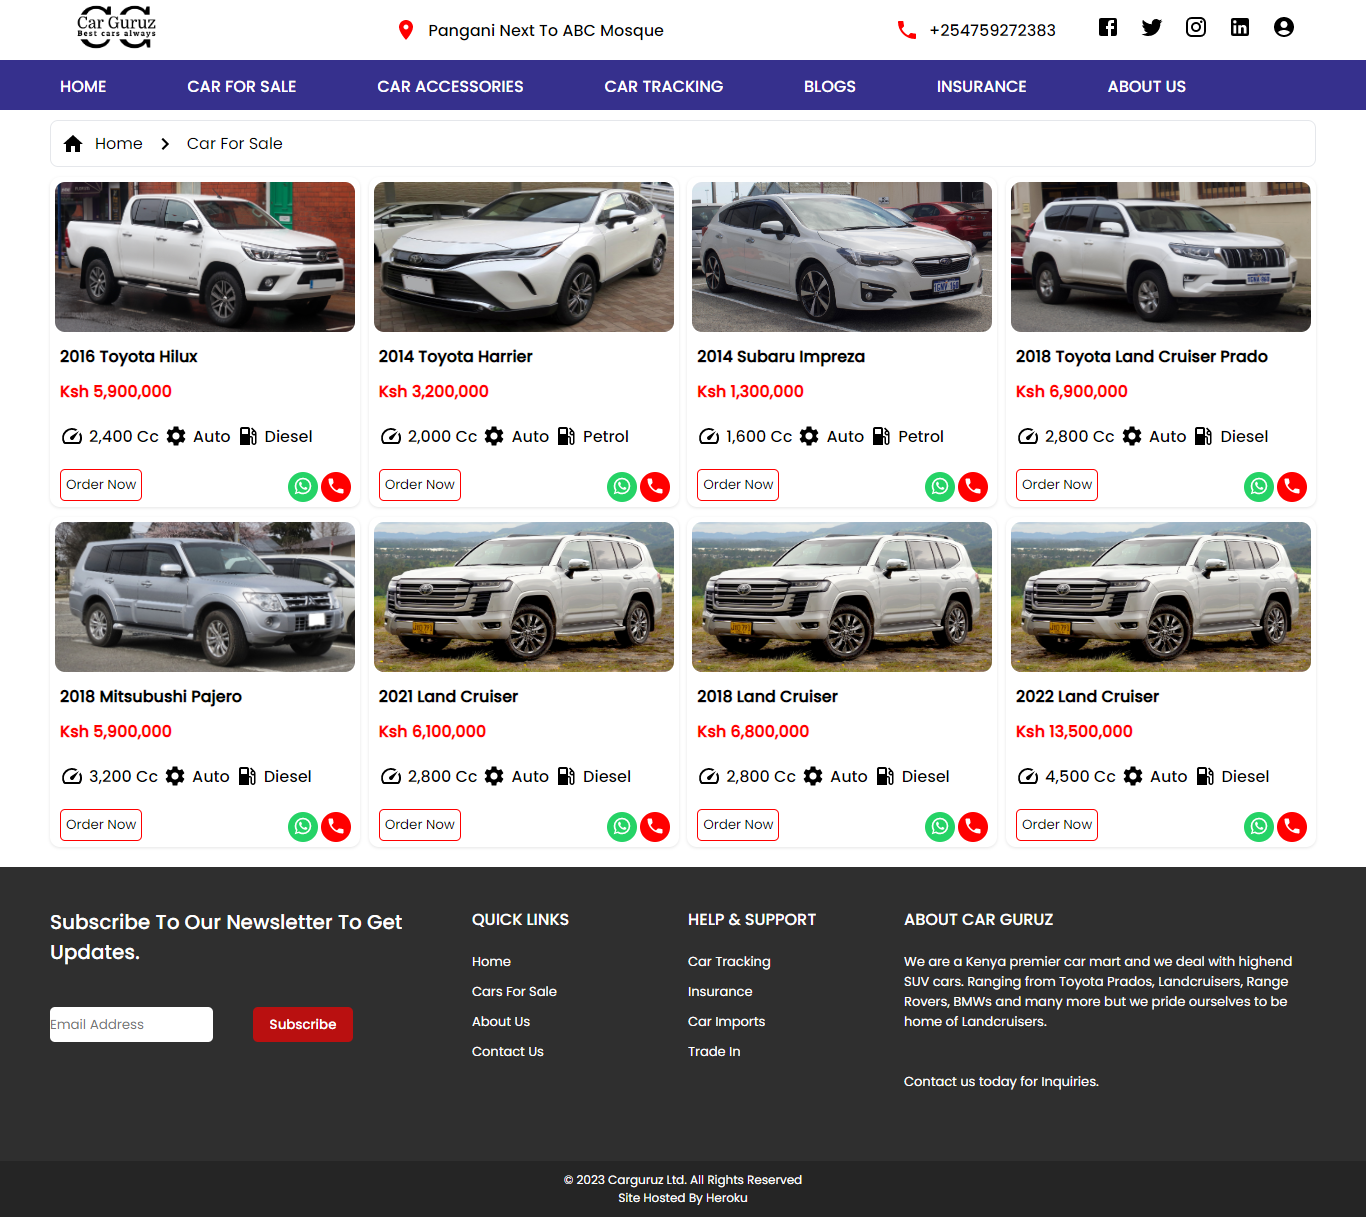 Car Guruz
Best cars always
Pangani Next To ABC Mosque
+254759272383
HOME CAR FOR SALE CAR ACCESSORIES CAR TRACKING BLOGS INSURANCE ABOUT US
Home Car For Sale
2016 Toyota Hilux
Ksh 5,900,000
2,400 Cc Auto Diesel
Order Now
2014 Toyota Harrier
Ksh 3,200,000
2,000 Cc Auto Petrol
Order Now
2014 Subaru Impreza
Ksh 1,300,000
1,600 Cc Auto Petrol
Order Now
2018 Toyota Land Cruiser Prado
Ksh 6,900,000
2,800 Cc Auto Diesel
Order Now
2018 Mitsubushi Pajero
Ksh 5,900,000
3,200 Cc Auto Diesel
Order Now
2021 Land Cruiser
Ksh 6,100,000
2,800 Cc Auto Diesel
Order Now
2018 Land Cruiser
Ksh 6,800,000
2,800 Cc Auto Diesel
Order Now
2022 Land Cruiser
Ksh 13,500,000
4,500 Cc Auto Diesel
Order Now
Subscribe To Our Newsletter To Get
Updates.
Email Address
Subscribe
QUICK LINKS
Home
Cars For Sale
About Us
Contact Us
HELP & SUPPORT
Car Tracking
Insurance
Car Imports
Trade In
ABOUT CAR GURUZ
We are a Kenya premier car mart and we deal with highend
SUV cars. Ranging from Toyota Prados, Landcruisers, Range
Rovers, BMWs and many more but we pride ourselves to be
home of Landcruisers.
Contact us today for Inquiries.
© 2023 Carguruz Ltd. All Rights Reserved
Site Hosted By Heroku